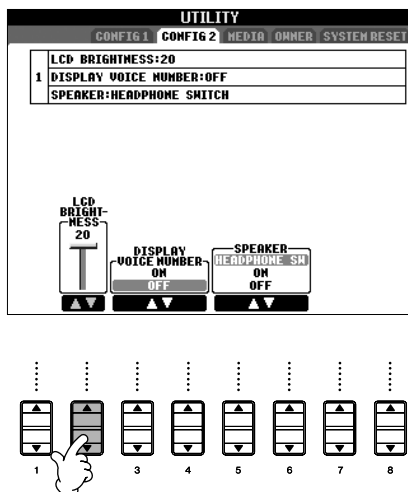 UTILITY
CONFIG 1 CONFIG 2 MEDIA OWNER SYSTEM RESET
LCD BRIGHTNESS:20
1 DISPLAY VOICE NUMBER:OFF
SPEAKER:HEADPHONE SWITCH
LCD
BRIGHT-
NESS
20
DISPLAY
VOICE NUMBER
ON
OFF
SPEAKER
HEADPHONE SW
ON
OFF
1 3 4 5 6 7 8